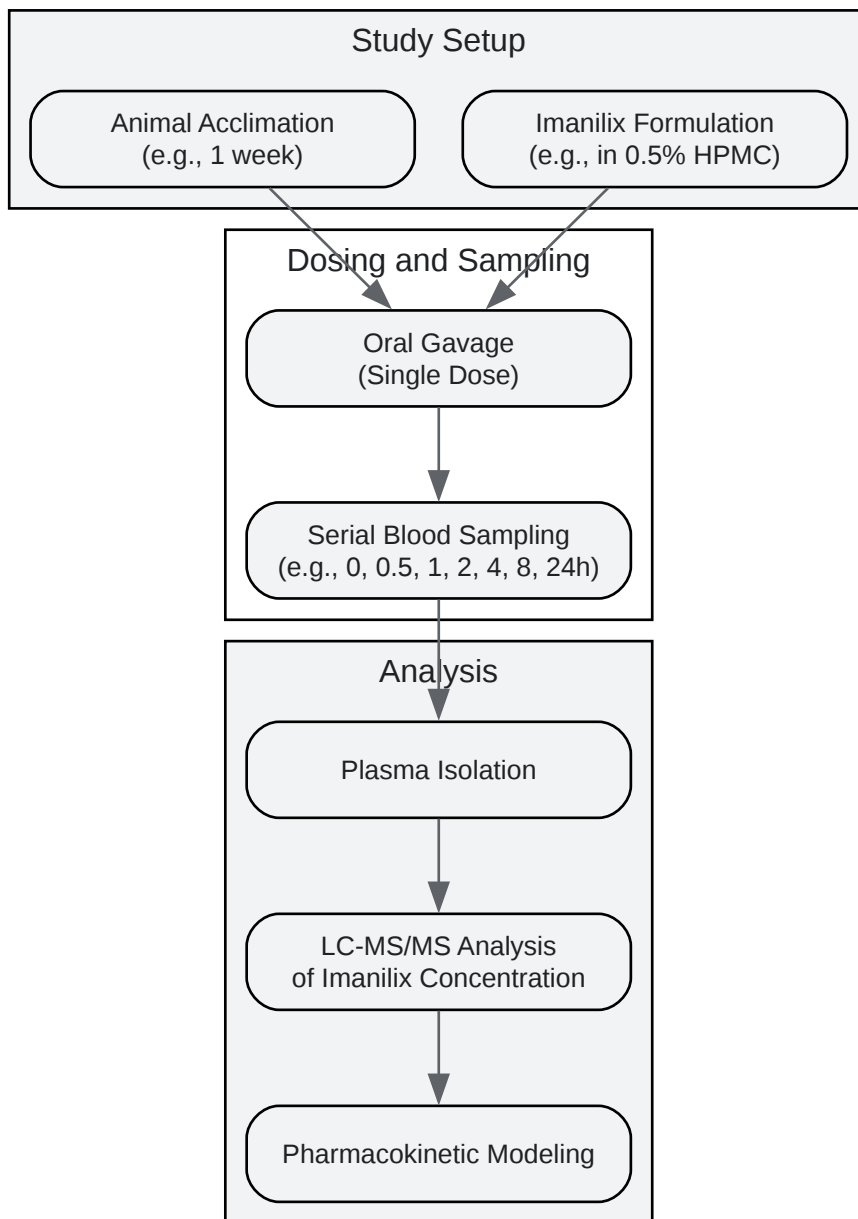 Study Setup
Animal Acclimation
(e.g., 1 week)
Imanilix Formulation
(e.g., in 0.5% HPMC)
Dosing and Sampling
Oral Gavage
(Single Dose)
Serial Blood Sampling
(e.g., 0, 0.5, 1, 2, 4, 8, 24h)
Analysis
Plasma Isolation
LC-MS/MS Analysis
of Imanilix Concentration
Pharmacokinetic Modeling